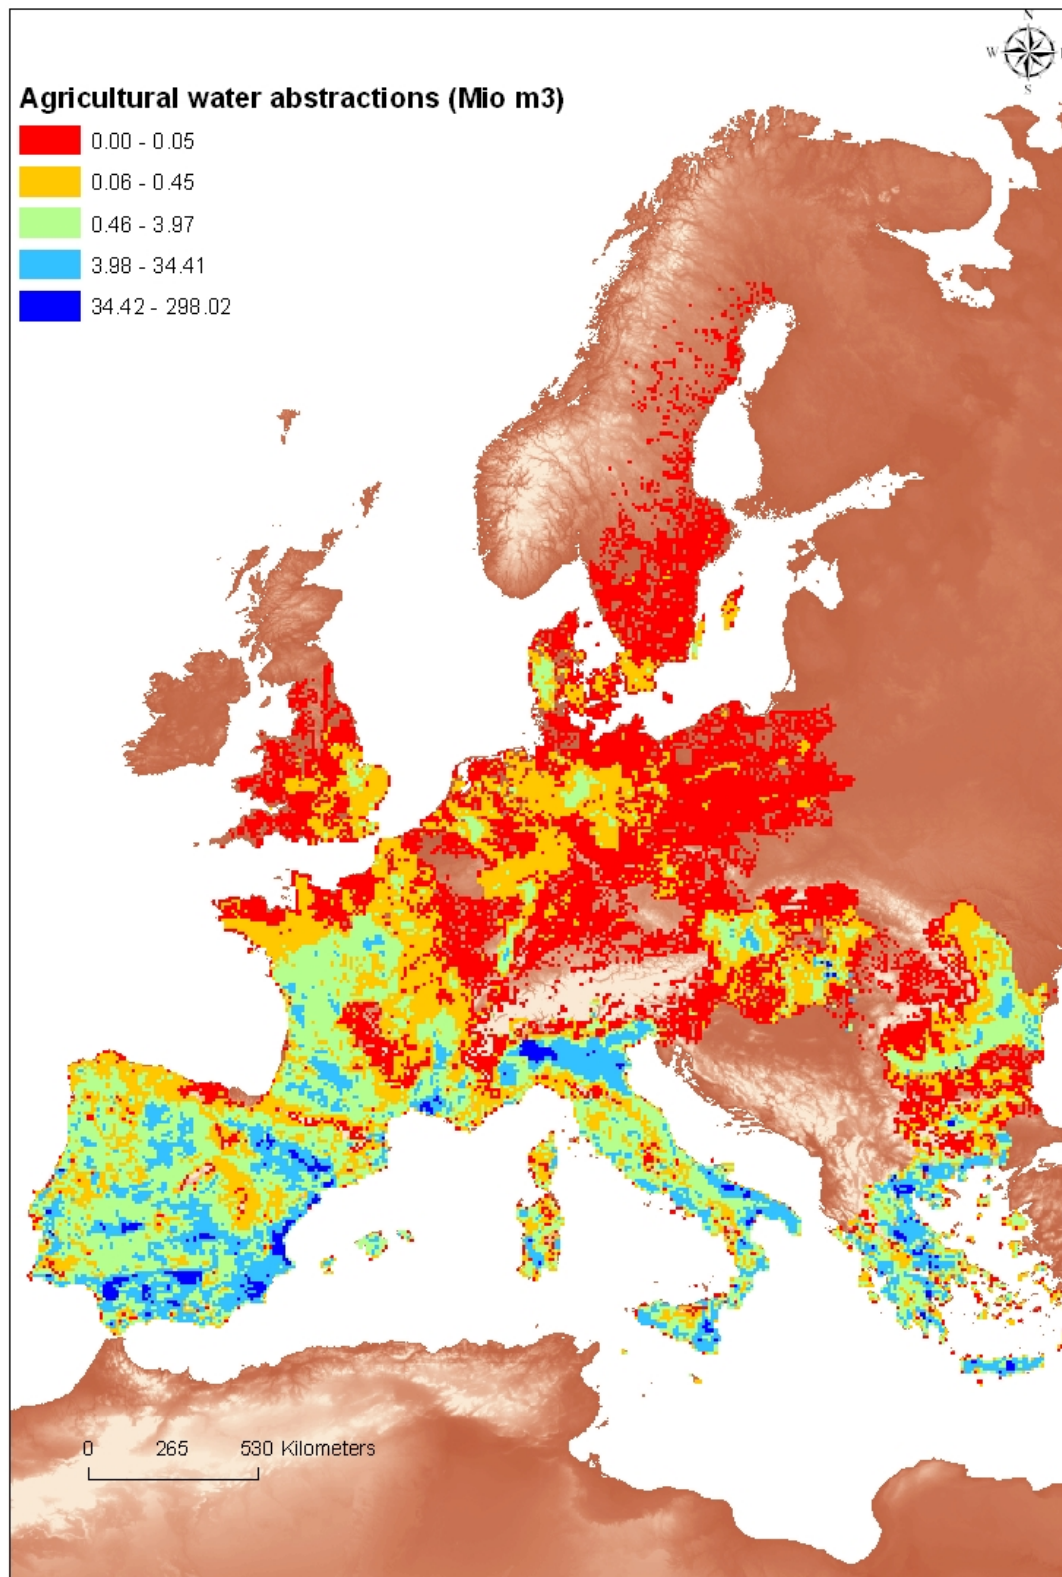 N
W
S
Agricultural water abstractions (Mio m3)
0.00 - 0.05
0.06 - 0.45
0.46 - 3.97
3.98 - 34.41
34.42 - 298.02
0 265 530 Kilometers